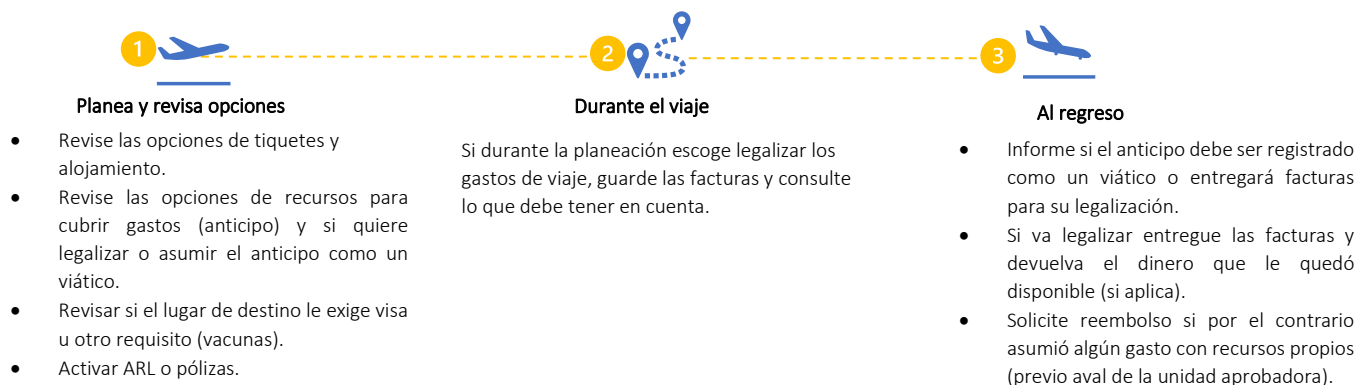 1
Planea y revisa opciones
• Revise las opciones de tiquetes y
alojamiento.
• Revise las opciones de recursos para
cubrir gastos (anticipo) y si quiere
legalizar o asumir el anticipo como un
viático.
• Revisar si el lugar de destino le exige visa
u otro requisito (vacunas).
• Activar ARL o pólizas.
2
Durante el viaje
Si durante la planeación escoge legalizar los
gastos de viaje, guarde las facturas y consulte
lo que debe tener en cuenta.
3
Al regreso
• Informe si el anticipo debe ser registrado
como un viático o entregará facturas
para su legalización.
• Si va legalizar entregue las facturas y
devuelva el dinero que le quedó
disponible (si aplica).
• Solicite reembolso si por el contrario
asumió algún gasto con recursos propios
(previo aval de la unidad aprobadora).